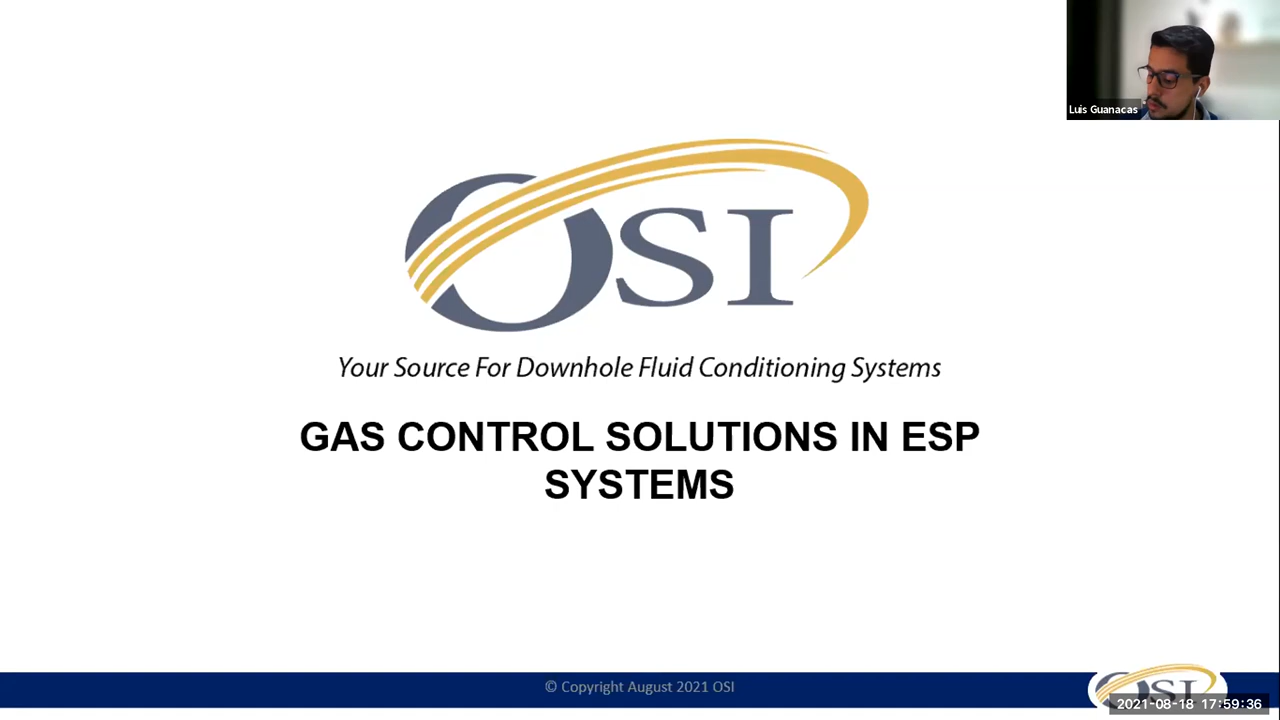 Luis Guanacas
OSI
Your Source For Downhole Fluid Conditioning Systems
GAS CONTROL SOLUTIONS IN ESP
SYSTEMS
© Copyright August 2021 OSI
OSI
2021-08-18 17:59:36